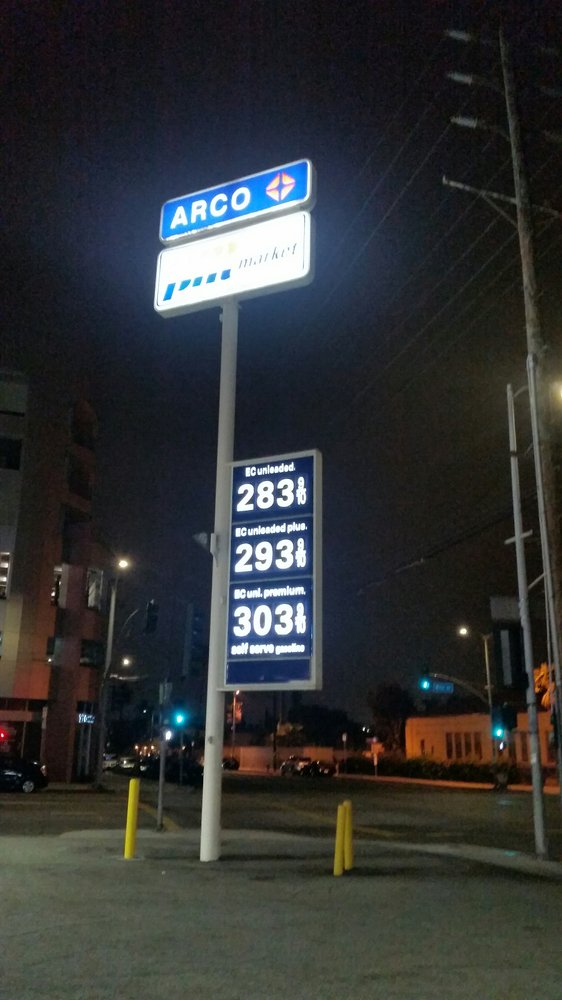 ARCO
market
EC unleaded.
283 9/10
EC unleaded plus.
293 9/10
EC unl. premium.
303 9/10
self serve gasoline